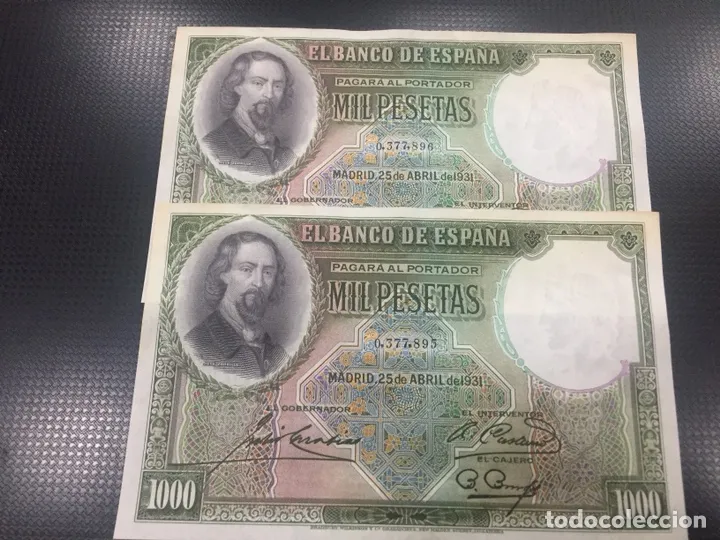 EL BANCO DE ESPAÑA
PAGARÁ AL PORTADOR
MIL PESETAS
0,377,896
MADRID, 25 de ABRIL de 1931
EL GOBERNADOR
EL INTERVENTOR
EL BANCO DE ESPAÑA
PAGARÁ AL PORTADOR
MIL PESETAS
0,377,895
MADRID, 25 de ABRIL de 1931
EL GOBERNADOR
EL INTERVENTOR
EL CAJERO
1000
1000
todocoleccion
todocoleccion.net